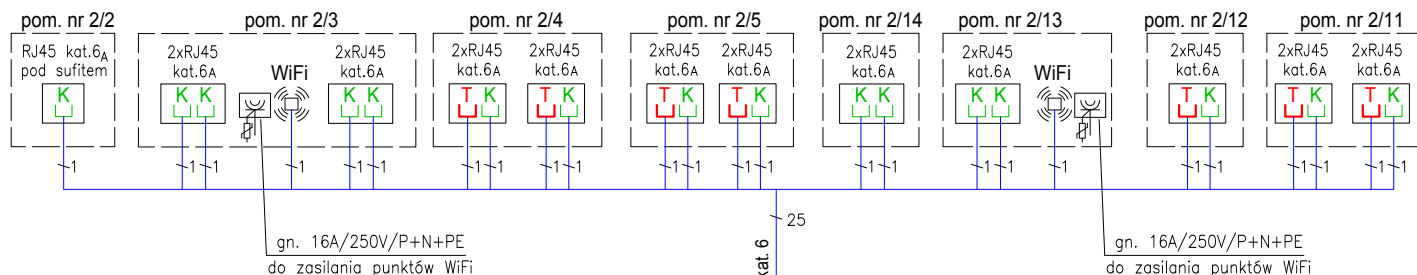 pom. nr 2/2 pom. nr 2/3 pom. nr 2/4 pom. nr 2/5 pom. nr 2/14 pom. nr 2/13 pom. nr 2/12 pom. nr 2/11
RJ45 kat.6A 2xRJ45 2xRJ45 2xRJ45 2xRJ45 2xRJ45 2xRJ45 2xRJ45 2xRJ45 2xRJ45 2xRJ45 2xRJ45
pod sufitem kat.6A WiFi kat.6A kat.6A kat.6A kat.6A kat.6A kat.6A kat.6A WiFi kat.6A kat.6A kat.6A
K K K K K T K T K T K T K K K K K T K T K T K
1 1 1 1 1 1 1 1 1 1 1 1 1 1 1 1 1 1 1 1 1 1 1 1 1
25
kat. 6
gn. 16A/250V/P+N+PE gn. 16A/250V/P+N+PE
do zasilania punktów WiFi do zasilania punktów WiFi